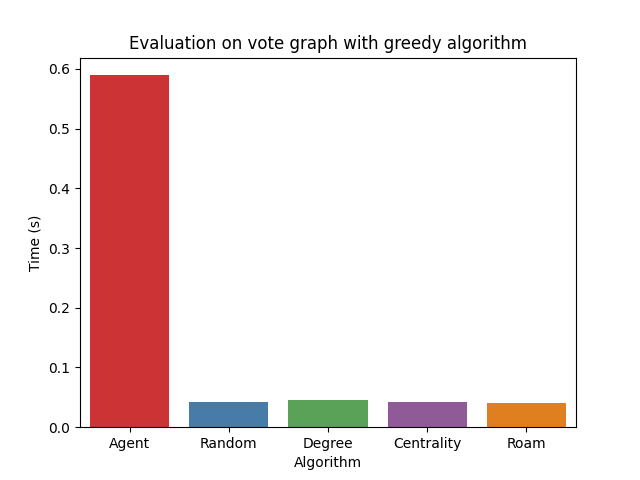 Evaluation on vote graph with greedy algorithm
Time (s)
0.6
0.5
0.4
0.3
0.2
0.1
0.0
Agent Random Degree Centrality Roam
Algorithm